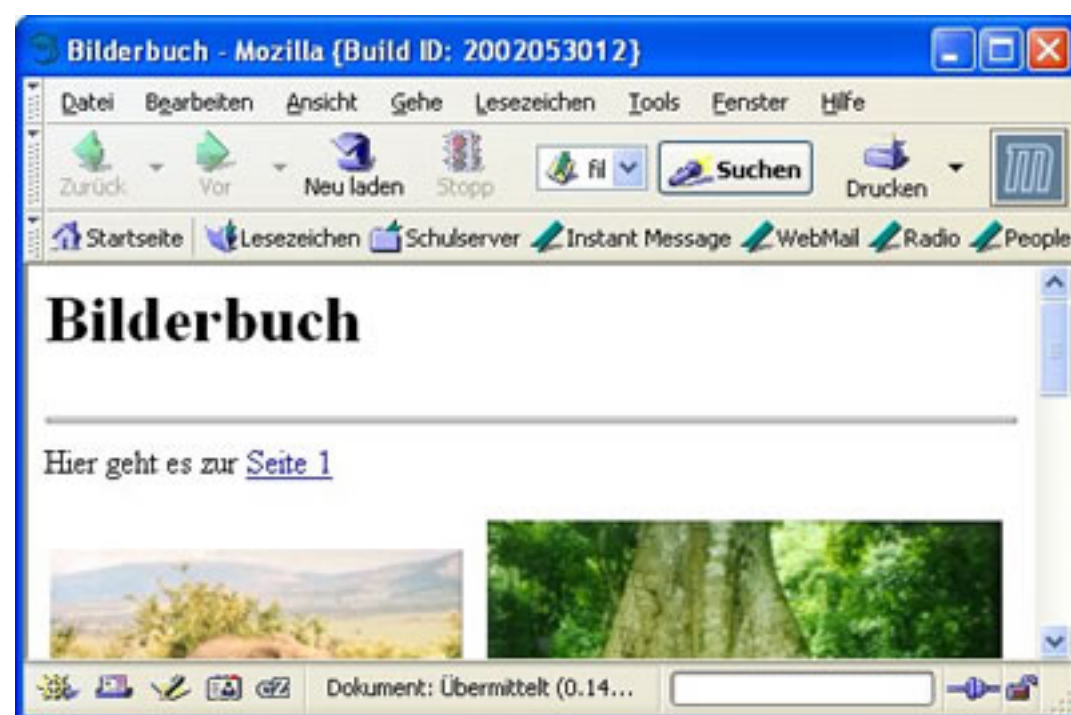 Bilderbuch - Mozilla {Build ID: 2002053012}
Datei Bearbeiten Ansicht Gehe Lesezeichen Tools Fenster Hilfe
Zurück Vor Neu laden Stopp fil Suchen Drucken
Startseite Lesezeichen Schulserver Instant Message WebMail Radio People
Bilderbuch
Hier geht es zur Seite 1
Dokument: Übermittelt (0.14...